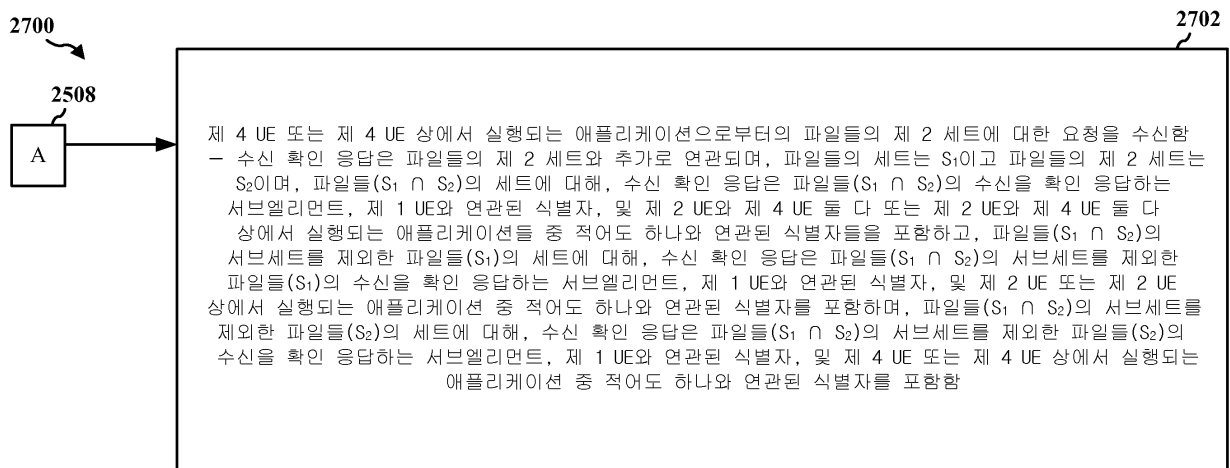 2700
2702
2508
A
제 4 UE 또는 제 4 UE 상에서 실행되는 애플리케이션으로부터의 파일들의 제 2 세트에 대한 요청을 수신함
– 수신 확인 응답은 파일들의 제 2 세트와 추가로 연관되며, 파일들의 세트는 S₁이고 파일들의 제 2 세트는
S₂이며, 파일들(S₁ ∩ S₂)의 세트에 대해, 수신 확인 응답은 파일들(S₁ ∩ S₂)의 수신을 확인 응답하는
서브엘리먼트, 제 1 UE와 연관된 식별자, 및 제 2 UE와 제 4 UE 둘 다 또는 제 2 UE와 제 4 UE 둘 다
상에서 실행되는 애플리케이션들 중 적어도 하나와 연관된 식별자들을 포함하고, 파일들(S₁ ∩ S₂)의
서브세트를 제외한 파일들(S₁)의 세트에 대해, 수신 확인 응답은 파일들(S₁ ∩ S₂)의 서브세트를 제외한
파일들(S₁)의 수신을 확인 응답하는 서브엘리먼트, 제 1 UE와 연관된 식별자, 및 제 2 UE 또는 제 2 UE
상에서 실행되는 애플리케이션 중 적어도 하나와 연관된 식별자를 포함하며, 파일들(S₁ ∩ S₂)의 서브세트를
제외한 파일들(S₂)의 세트에 대해, 수신 확인 응답은 파일들(S₁ ∩ S₂)의 서브세트를 제외한 파일들(S₂)의
수신을 확인 응답하는 서브엘리먼트, 제 1 UE와 연관된 식별자, 및 제 4 UE 또는 제 4 UE 상에서 실행되는
애플리케이션 중 적어도 하나와 연관된 식별자를 포함함